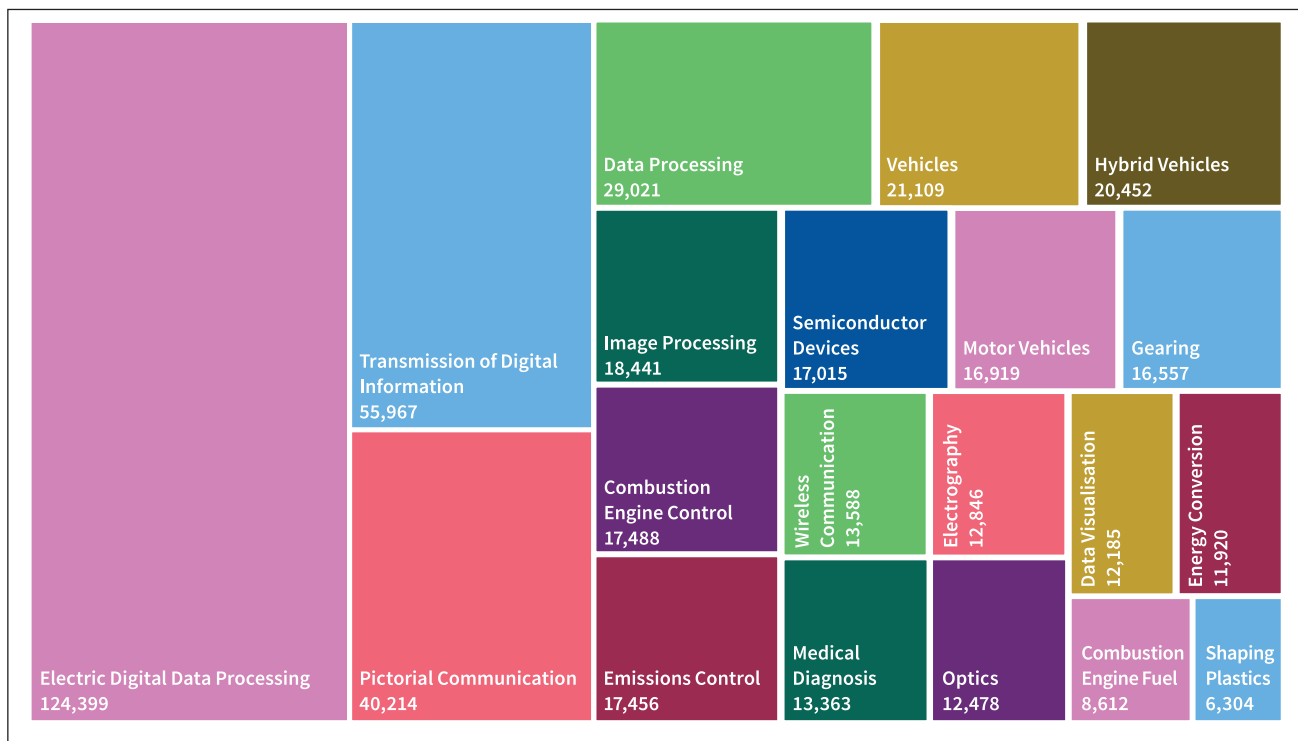 Electric Digital Data Processing
124,399
Transmission of Digital
Information
55,967
Pictorial Communication
40,214
Data Processing
29,021
Vehicles
21,109
Hybrid Vehicles
20,452
Image Processing
18,441
Semiconductor
Devices
17,015
Motor Vehicles
16,919
Gearing
16,557
Combustion
Engine Control
17,488
Emissions Control
17,456
Wireless
Communication
13,588
Electrography
12,846
Data Visualisation
12,185
Energy Conversion
11,920
Medical
Diagnosis
13,363
Optics
12,478
Combustion
Engine Fuel
8,612
Shaping
Plastics
6,304